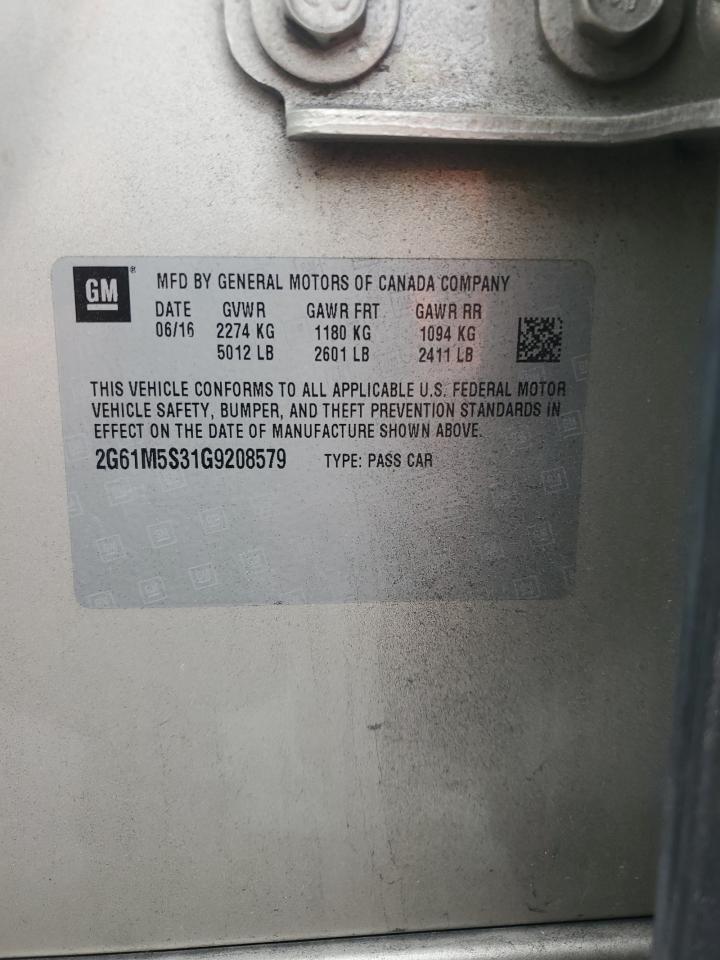 GM® MFD BY GENERAL MOTORS OF CANADA COMPANY
DATE GVWR GAWR FRT GAWR RR
06/16 2274 KG 1180 KG 1094 KG
5012 LB 2601 LB 2411 LB
THIS VEHICLE CONFORMS TO ALL APPLICABLE U.S. FEDERAL MOTOR
VEHICLE SAFETY, BUMPER, AND THEFT PREVENTION STANDARDS IN
EFFECT ON THE DATE OF MANUFACTURE SHOWN ABOVE.
2G61M5S31G9208579 TYPE: PASS CAR